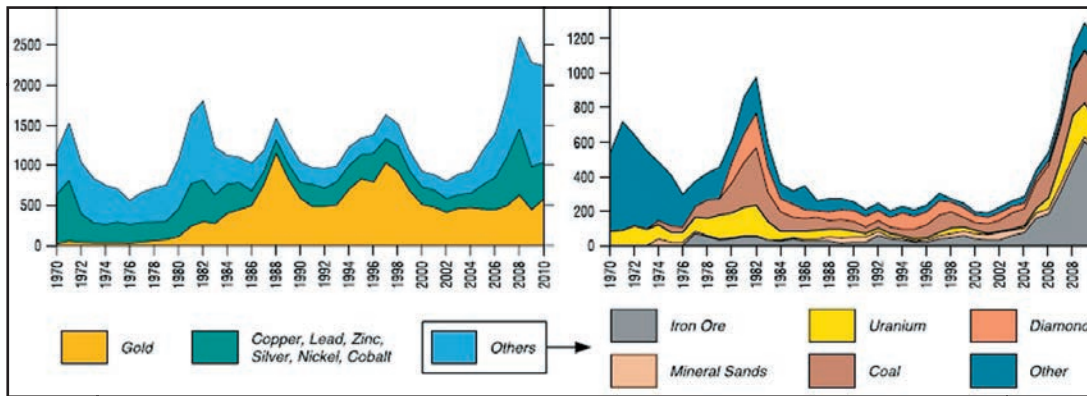 2500
2000
1500
1000
500
0
1970 1972 1974 1976 1978 1980 1982 1984 1986 1988 1990 1992 1994 1996 1998 2000 2002 2004 2006 2008 2010
1200
1000
800
600
400
200
0
1970 1972 1974 1976 1978 1980 1982 1984 1986 1988 1990 1992 1994 1996 1998 2000 2002 2004 2006 2008
Gold
Copper, Lead, Zinc,
Silver, Nickel, Cobalt
Others
Iron Ore
Uranium
Diamond
Mineral Sands
Coal
Other